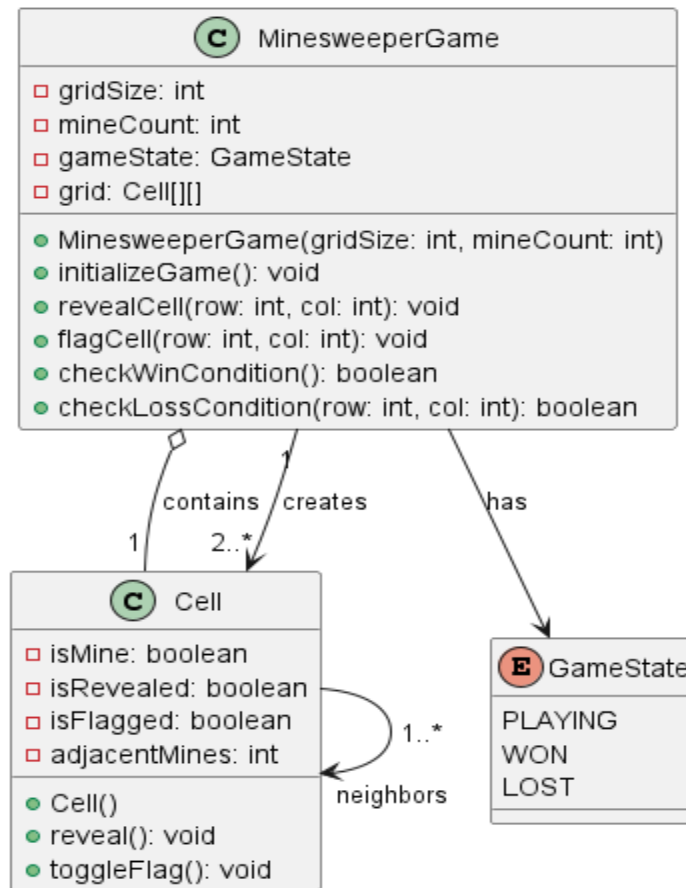 C MinesweeperGame
gridSize: int
mineCount: int
gameState: GameState
grid: Cell[][]
MinesweeperGame(gridSize: int, mineCount: int)
initializeGame(): void
revealCell(row: int, col: int): void
flagCell(row: int, col: int): void
checkWinCondition(): boolean
checkLossCondition(row: int, col: int): boolean
1
contains
creates
has
1
2..*
C Cell
isMine: boolean
isRevealed: boolean
isFlagged: boolean
adjacentMines: int
Cell()
reveal(): void
toggleFlag(): void
1..*
neighbors
E GameState
PLAYING
WON
LOST